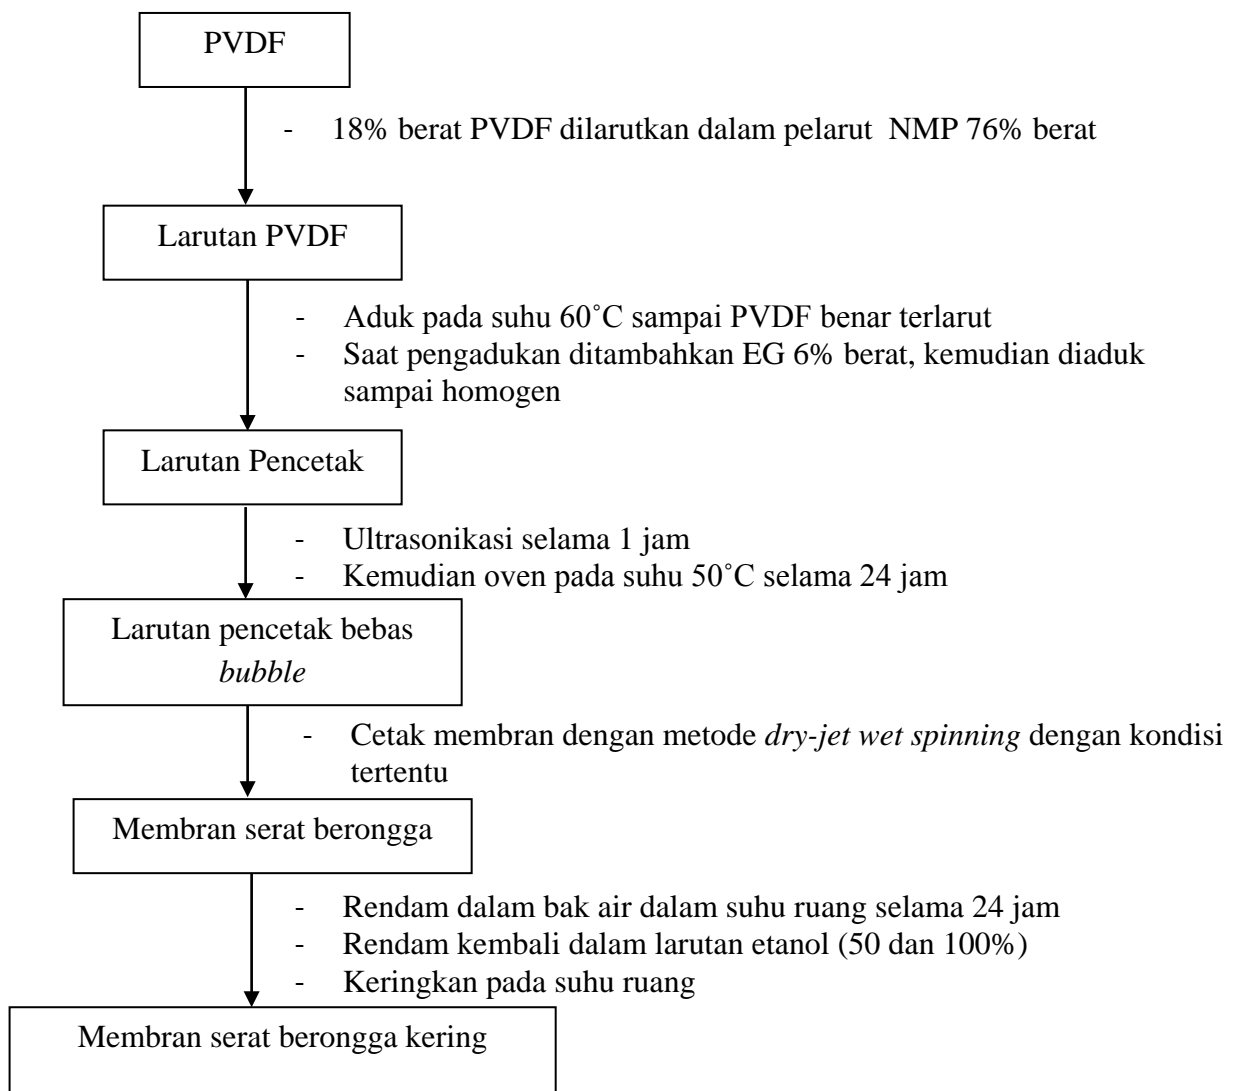 PVDF
- 18% berat PVDF dilarutkan dalam pelarut NMP 76% berat
Larutan PVDF
- Aduk pada suhu 60˚C sampai PVDF benar terlarut
- Saat pengadukan ditambahkan EG 6% berat, kemudian diaduk
sampai homogen
Larutan Pencetak
- Ultrasonikasi selama 1 jam
- Kemudian oven pada suhu 50˚C selama 24 jam
Larutan pencetak bebas
bubble
- Cetak membran dengan metode dry-jet wet spinning dengan kondisi
tertentu
Membran serat berongga
- Rendam dalam bak air dalam suhu ruang selama 24 jam
- Rendam kembali dalam larutan etanol (50 dan 100%)
- Keringkan pada suhu ruang
Membran serat berongga kering